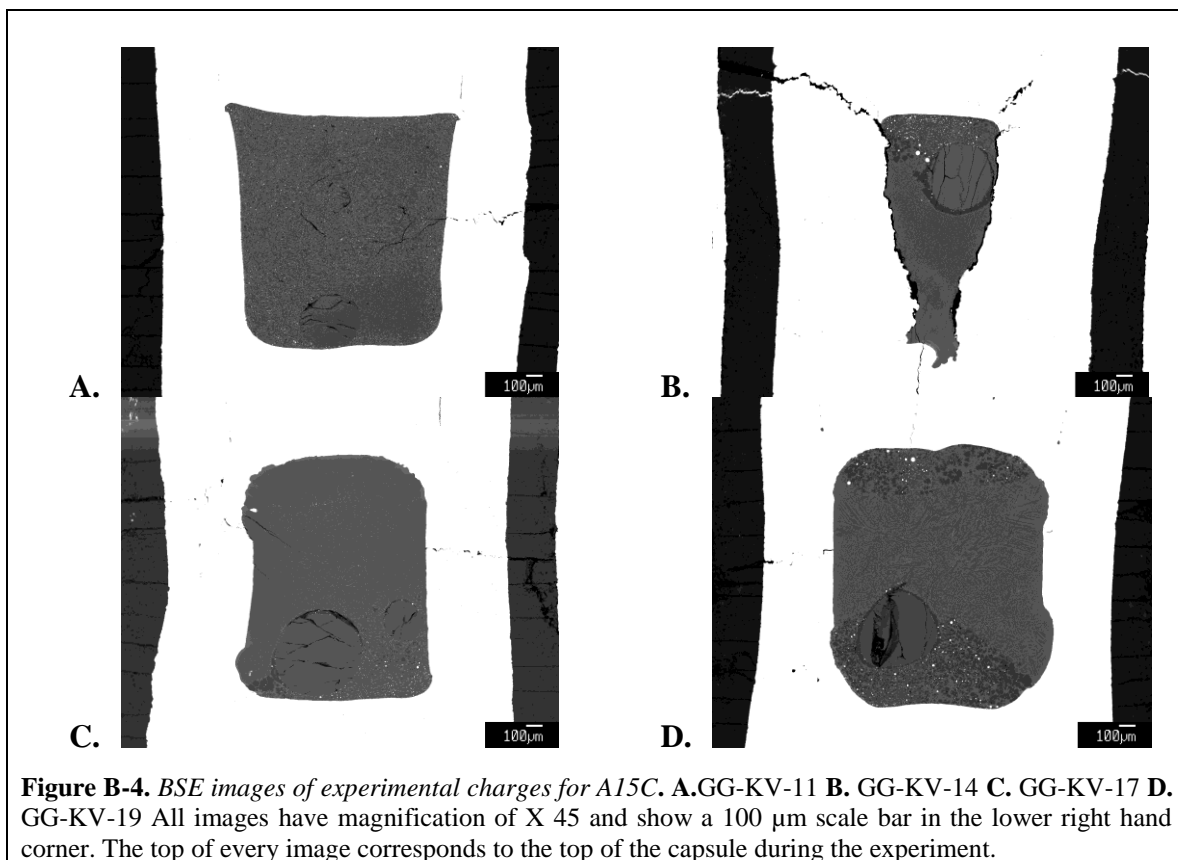 100µm
A.
100µm
B.
100µm
C.
100µm
D.
Figure B-4. BSE images of experimental charges for A15C. A.GG-KV-11 B. GG-KV-14 C. GG-KV-17 D.
GG-KV-19 All images have magnification of X 45 and show a 100 µm scale bar in the lower right hand
corner. The top of every image corresponds to the top of the capsule during the experiment.